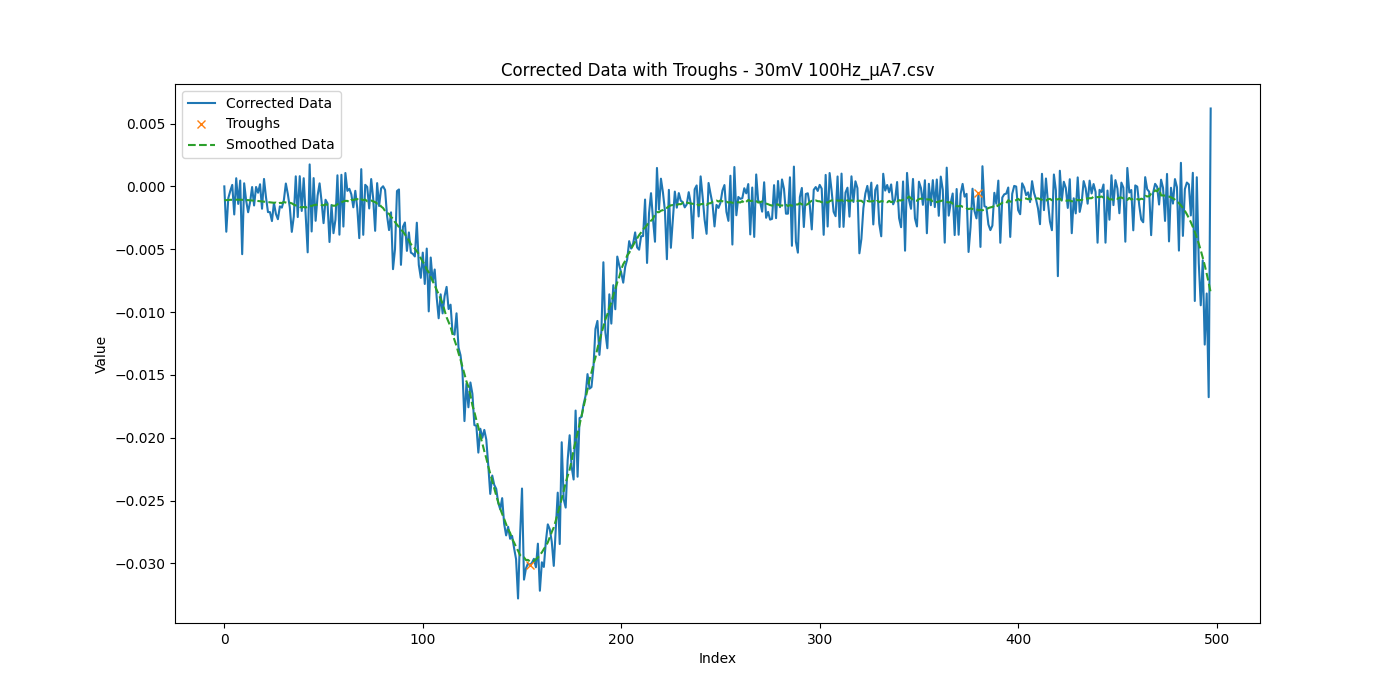 Corrected Data with Troughs - 30mV 100Hz_μA7.csv
Corrected Data
Troughs
Smoothed Data
Value
0.005
0.000
−0.005
−0.010
−0.015
−0.020
−0.025
−0.030
0 100 200 300 400 500
Index